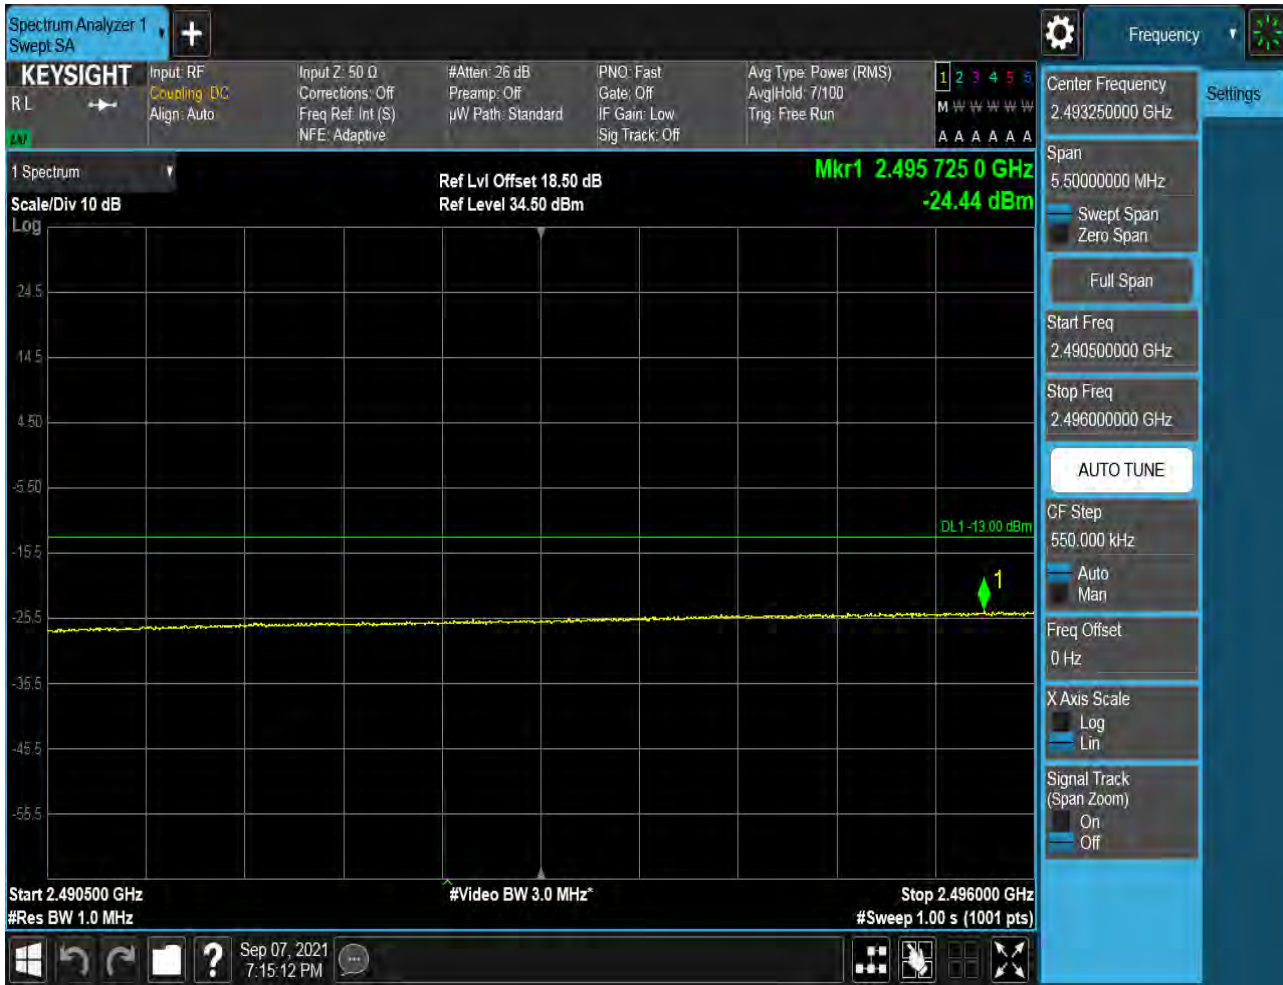 Spectrum Analyzer 1
Swept SA
Frequency
KEYSIGHT
R L
LNI
Input: RF
Coupling: DC
Align: Auto
Input Z: 50 Ω
Corrections: Off
Freq Ref: Int (S)
NFE: Adaptive
#Atten: 26 dB
Preamp: Off
µW Path: Standard
PNO: Fast
Gate: Off
IF Gain: Low
Sig Track: Off
Avg Type: Power (RMS)
Avg|Hold: 7/100
Trig: Free Run
1 2 3 4 5 6
M W W W W W
A A A A A A
1 Spectrum
Scale/Div 10 dB
Log
Ref Lvl Offset 18.50 dB
Ref Level 34.50 dBm
Mkr1 2.495 725 0 GHz
-24.44 dBm
24.5
14.5
4.50
-5.50
DL1 -13.00 dBm
-15.5
1
-25.5
-35.5
-45.5
-55.5
Start 2.490500 GHz
#Res BW 1.0 MHz
#Video BW 3.0 MHz*
Stop 2.496000 GHz
#Sweep 1.00 s (1001 pts)
Center Frequency
2.493250000 GHz
Settings
Span
5.50000000 MHz
Swept Span
Zero Span
Full Span
Start Freq
2.490500000 GHz
Stop Freq
2.496000000 GHz
AUTO TUNE
CF Step
550.000 kHz
Auto
Man
Freq Offset
0 Hz
X Axis Scale
Log
Lin
Signal Track
(Span Zoom)
On
Off
?
Sep 07, 2021
7:15:12 PM